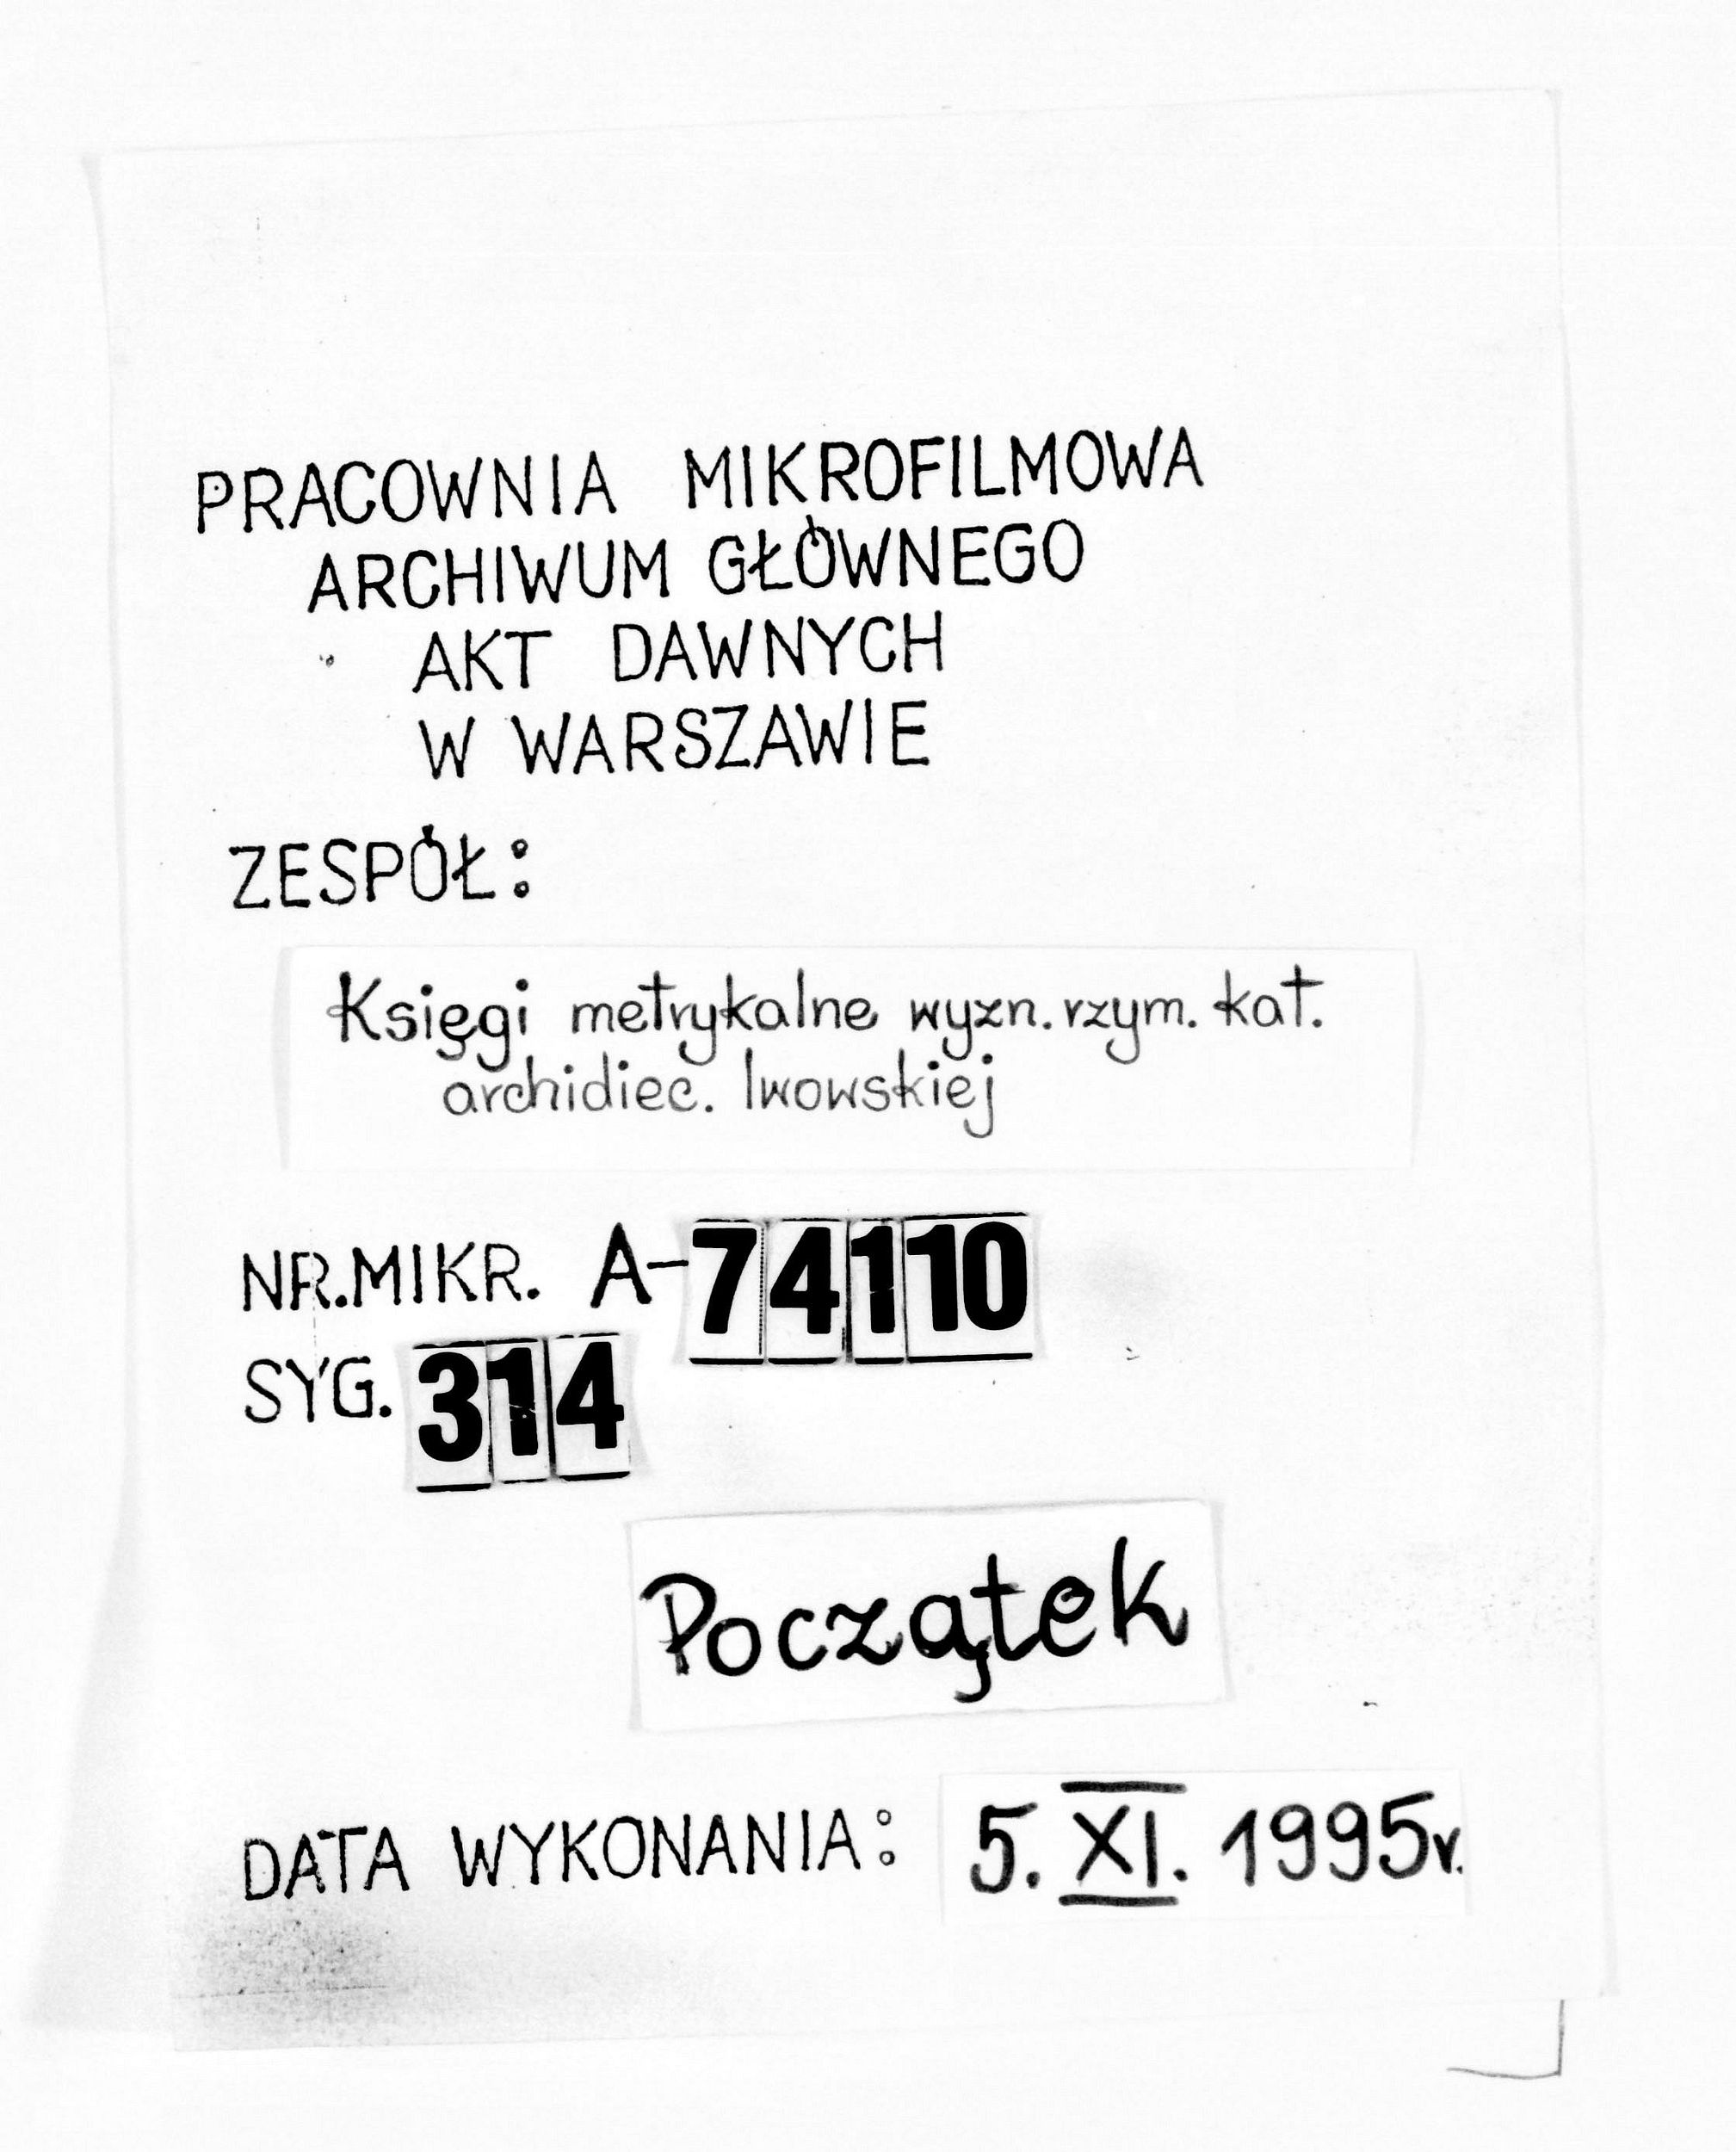 PRACOWNIA MIKROFILMOWA
ARCHIWUM GŁÓWNEGO
AKT DAWNYCH
W WARSZAWIE
ZESPÓŁ:
Księgi metrykalne wyzn. rzym. kat.
archidiec. lwowskiej
NR.MIKR. A-74110
SYG. 314
Początek
DATA WYKONANIA: 5. XI. 1995r.